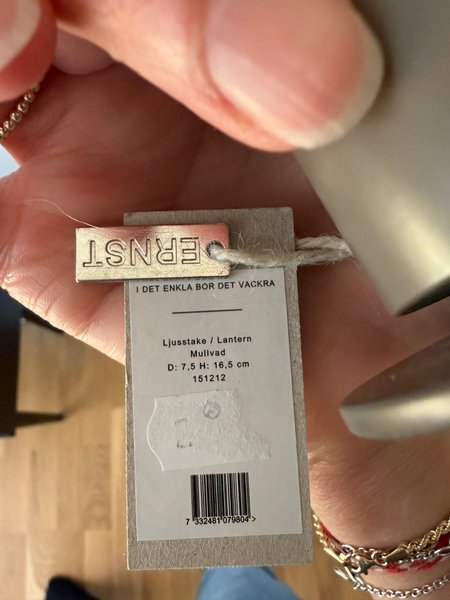 ERNST
I DET ENKLA BOR DET VACKRA
Ljusstake / Lantern
Mullvad
D: 7,5 H: 16,5 cm
151212
7 332481 079804 >